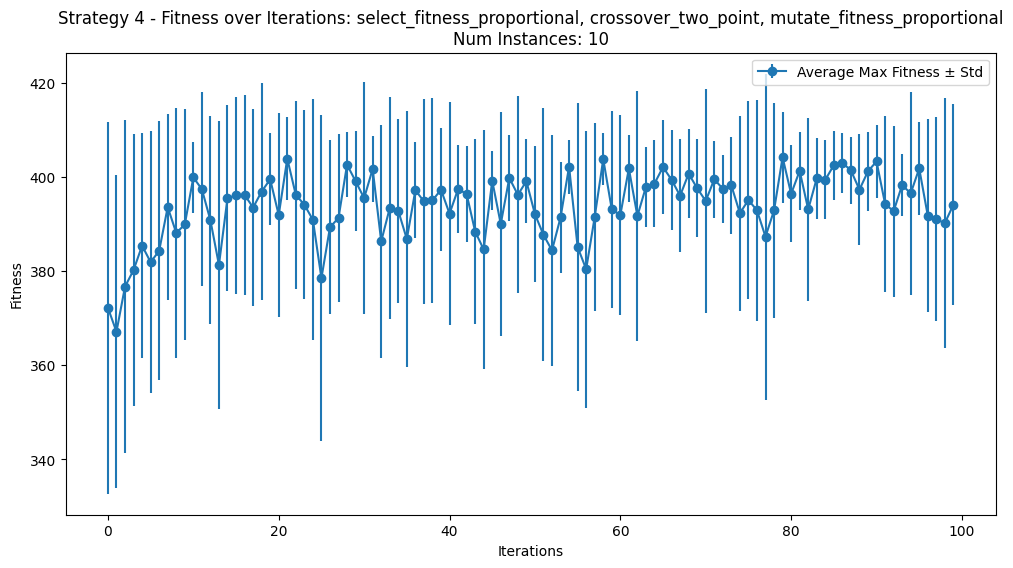 Strategy 4 - Fitness over Iterations: select_fitness_proportional, crossover_two_point, mutate_fitness_proportional
Num Instances: 10
Average Max Fitness ± Std
Fitness
420
400
380
360
340
0 20 40 60 80 100
Iterations